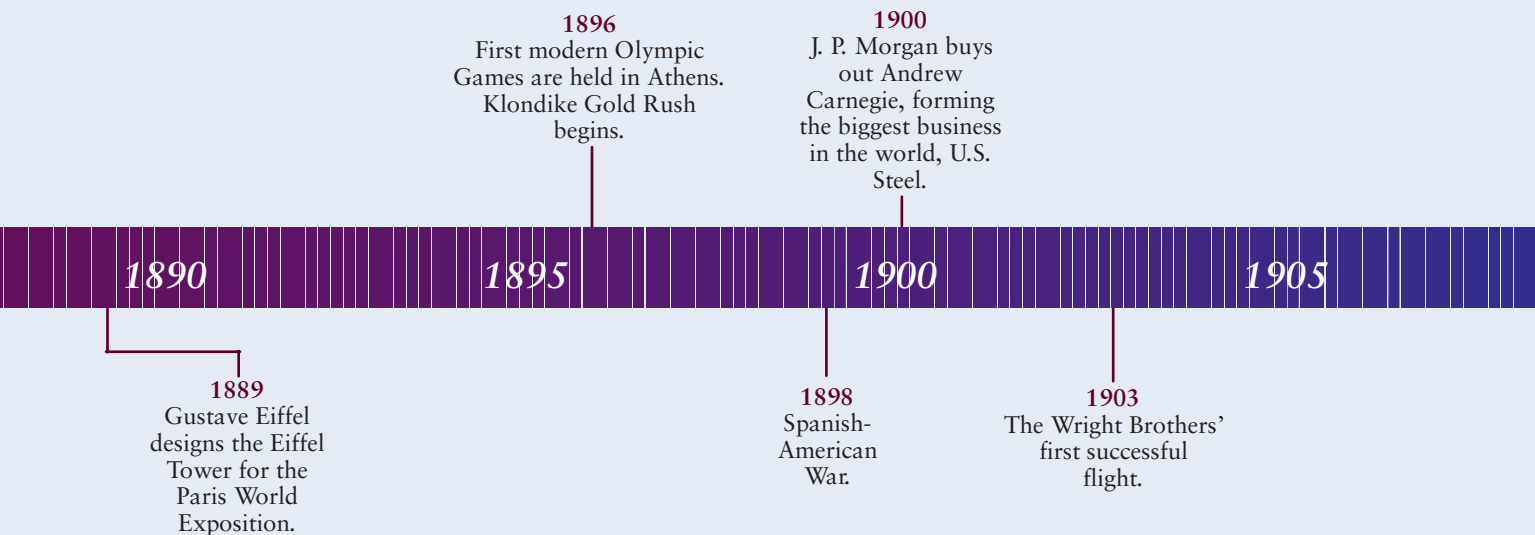 1896
First modern Olympic
Games are held in Athens.
Klondike Gold Rush
begins.
1900
J. P. Morgan buys
out Andrew
Carnegie, forming
the biggest business
in the world, U.S.
Steel.
1890
1895
1900
1905
1889
Gustave Eiffel
designs the Eiffel
Tower for the
Paris World
Exposition.
1898
Spanish-
American
War.
1903
The Wright Brothers’
first successful
flight.